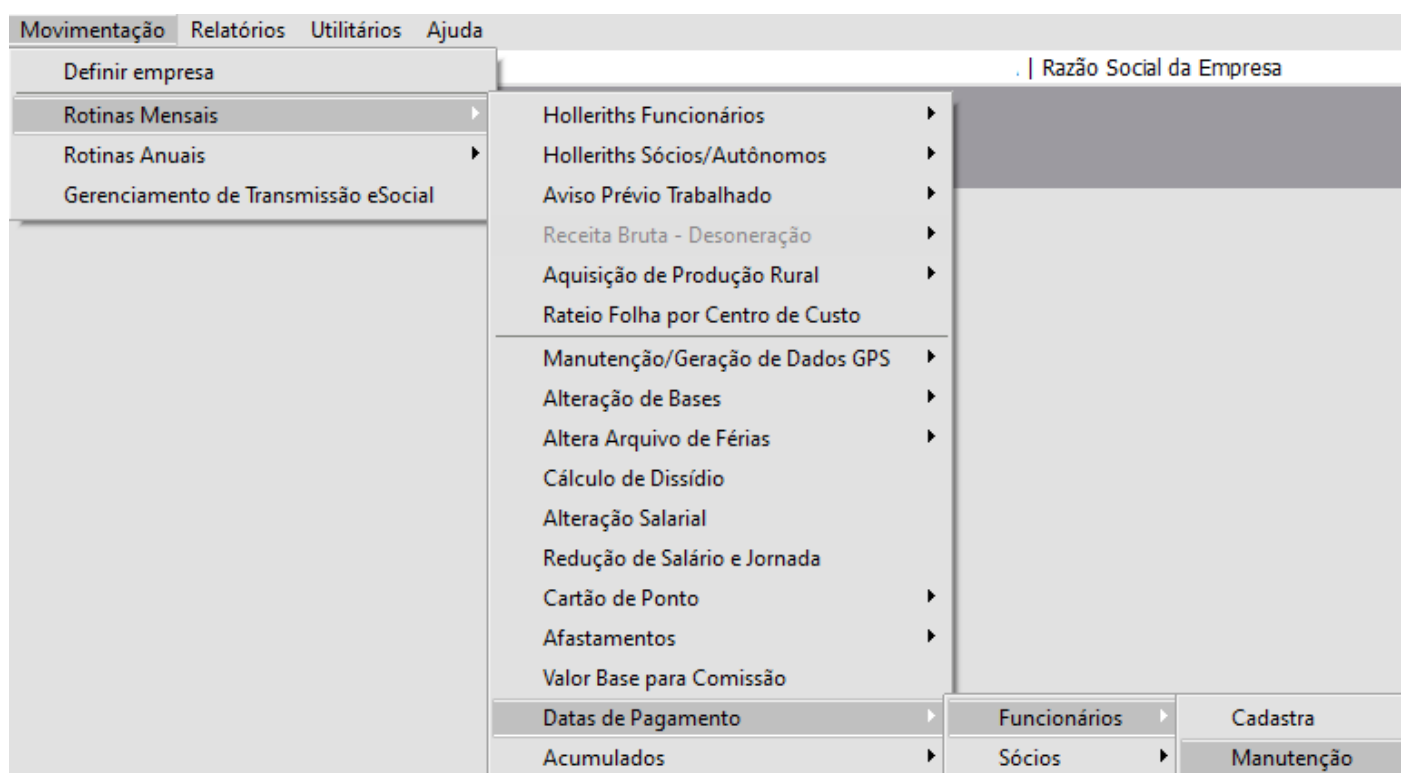 Movimentação Relatórios Utilitários Ajuda
Definir empresa
. | Razão Social da Empresa
Rotinas Mensais
Rotinas Anuais
Gerenciamento de Transmissão eSocial
Holleriths Funcionários
Holleriths Sócios/Autônomos
Aviso Prévio Trabalhado
Receita Bruta - Desoneração
Aquisição de Produção Rural
Rateio Folha por Centro de Custo
Manutenção/Geração de Dados GPS
Alteração de Bases
Altera Arquivo de Férias
Cálculo de Dissídio
Alteração Salarial
Redução de Salário e Jornada
Cartão de Ponto
Afastamentos
Valor Base para Comissão
Datas de Pagamento
Acumulados
Funcionários
Sócios
Cadastra
Manutenção